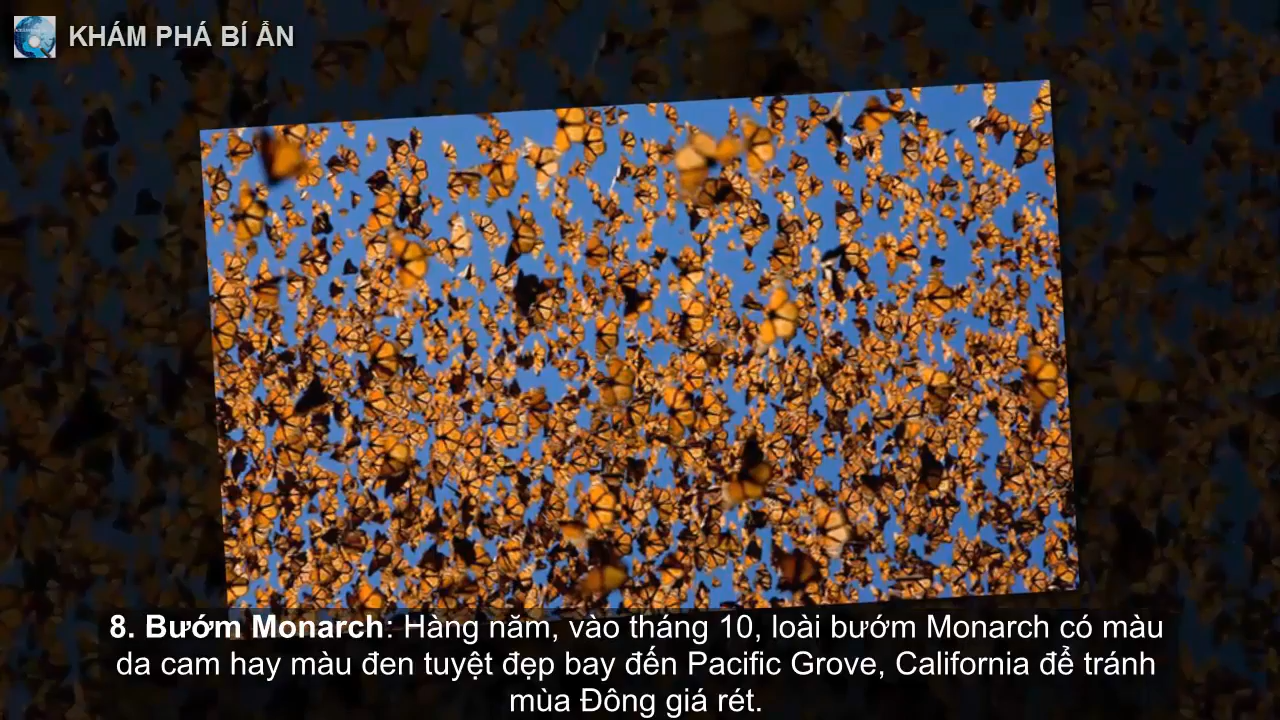 KHÁM PHÁ BÍ ẨN
8. Bướm Monarch: Hàng năm, vào tháng 10, loài bướm Monarch có màu
da cam hay màu đen tuyệt đẹp bay đến Pacific Grove, California để tránh
mùa Đông giá rét.